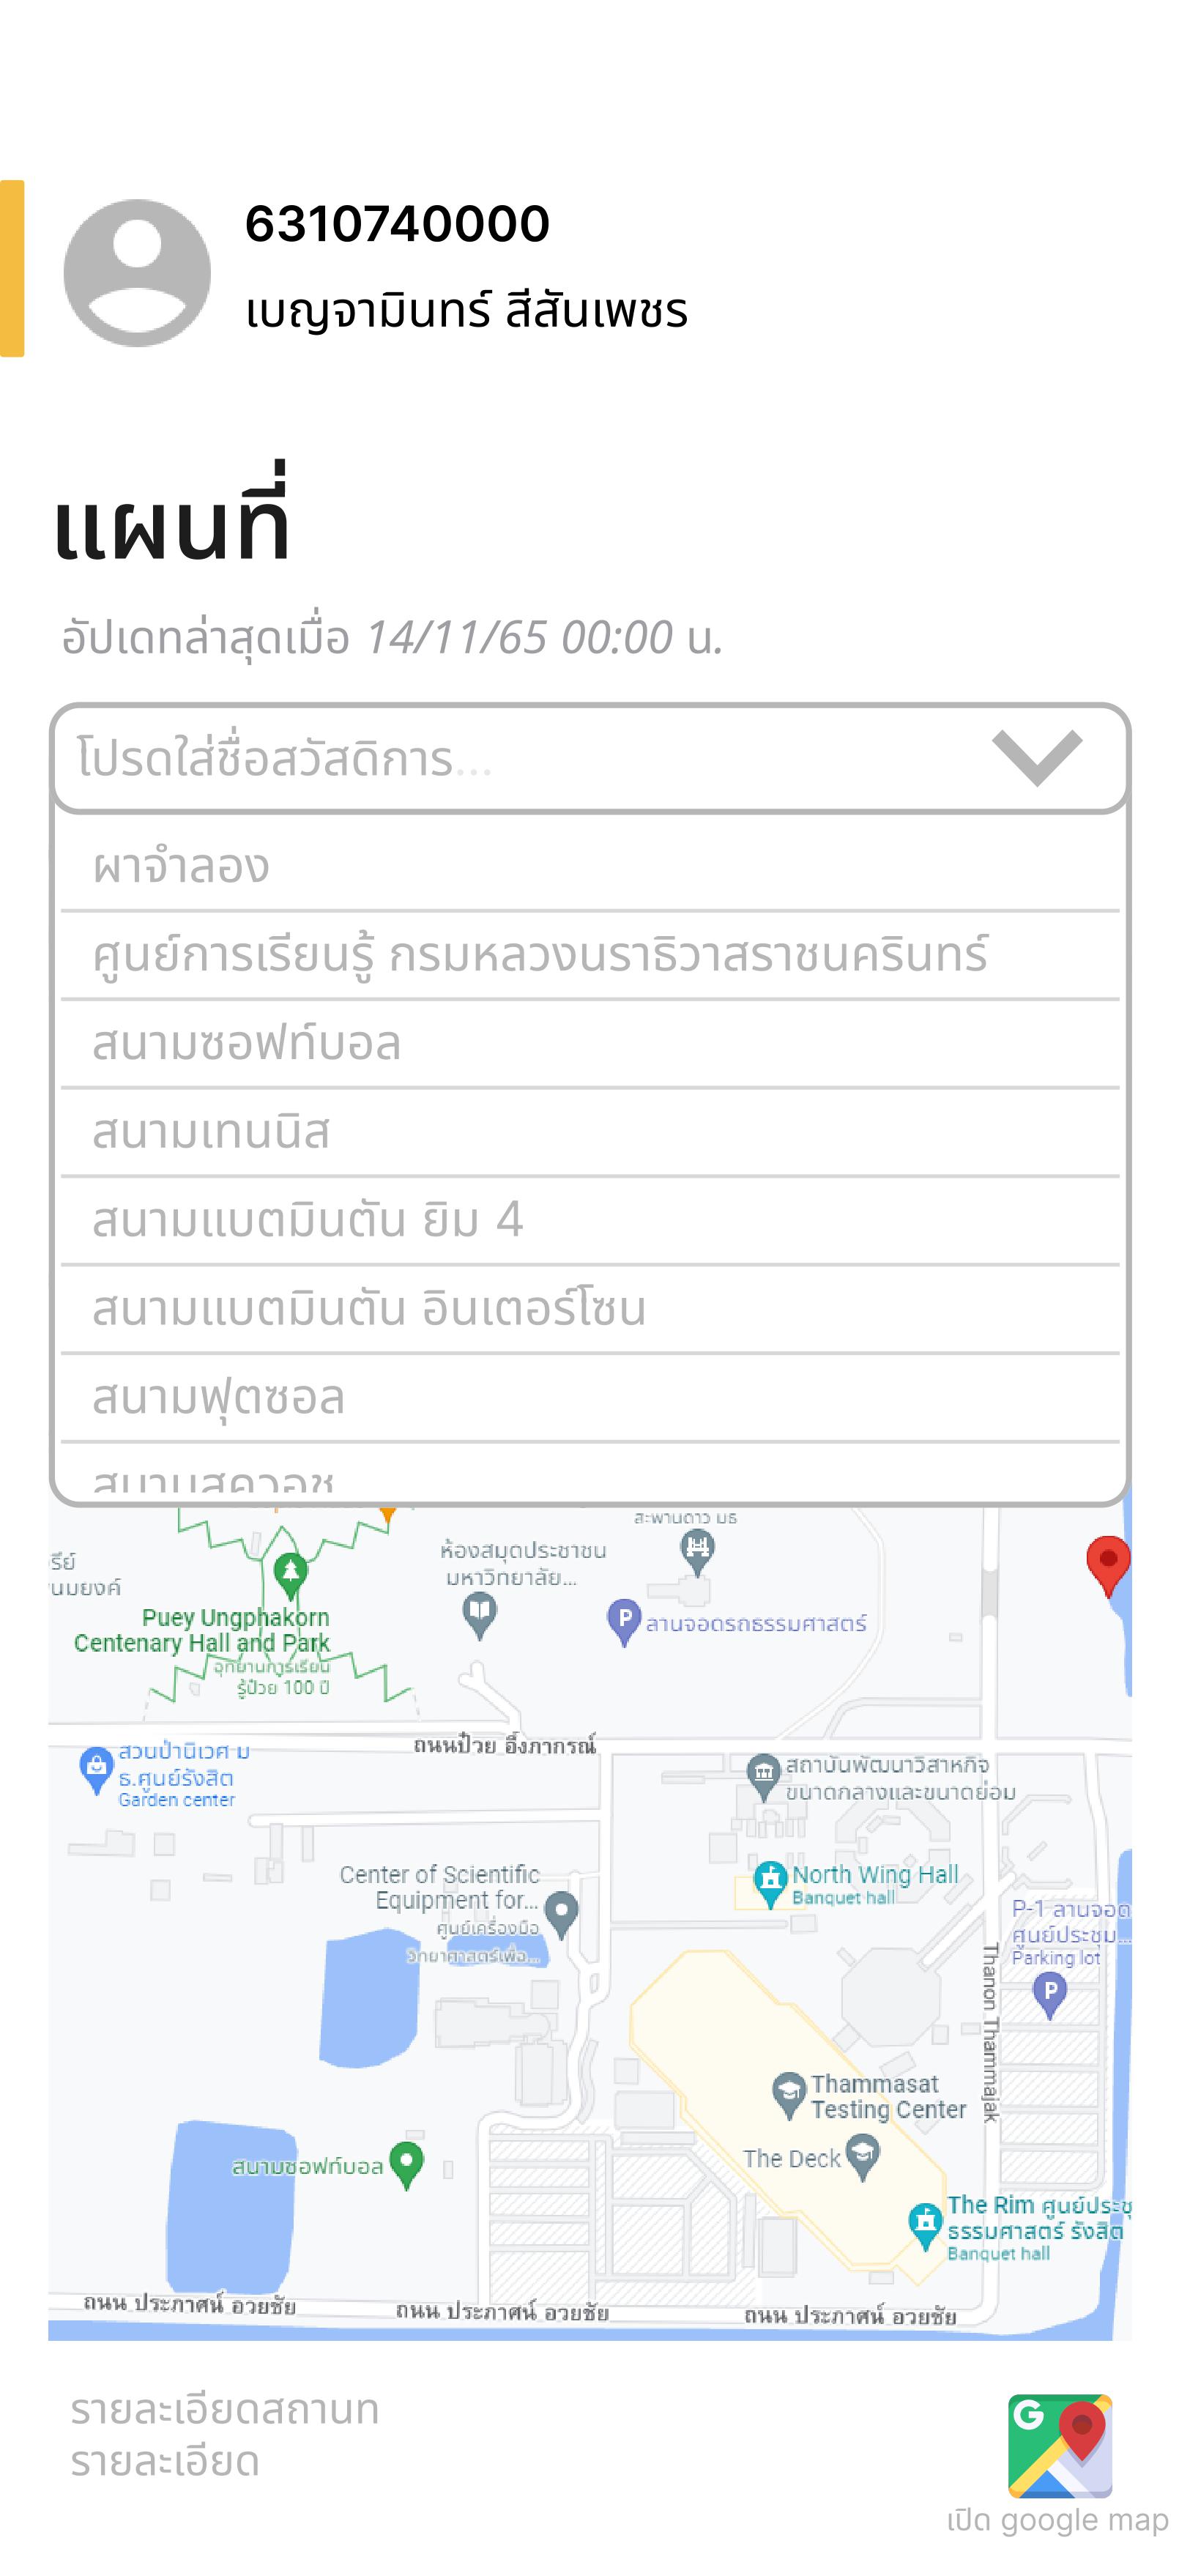 6310740000
เบญจามินทร์ สีสันเพชร
แผนที่
อัปเดทล่าสุดเมื่อ 14/11/65 00:00 น.
โปรดใส่ชื่อสวัสดิการ...
ผาจำลอง
ศูนย์การเรียนรู้ กรมหลวงนราธิวาสราชนครินทร์
สนามซอฟท์บอล
สนามเทนนิส
สนามแบตมินตัน ยิม 4
สนามแบตมินตัน อินเตอร์โซน
สนามฟุตซอล
สนามสควอช
สะพานดาว มธ
ห้องสมุดประชาชน
มหาวิทยาลัย...
รีย์
นมยงค์
Puey Ungphakorn
Centenary Hall and Park
อุทยานการเรียน
รู้ป๋วย 100 ปี
ลานจอดรถธรรมศาสตร์
ถนนป๋วย อึ๊งภากรณ์
สวนป่านิเวศ ม
ธ.ศูนย์รังสิต
Garden center
สถาบันพัฒนาวิสาหกิจ
ขนาดกลางและขนาดย่อม
Center of Scientific
Equipment for...
ศูนย์เครื่องมือ
วิทยาศาสตร์เพื่อ...
North Wing Hall
Banquet hall
P-1 ลานจอด
ศูนย์ประชุม...
Parking lot
Thanon Thammajak
Thammasat
Testing Center
The Deck
สนามซอฟท์บอล
The Rim ศูนย์ประชุ
ธรรมศาสตร์ รังสิต
Banquet hall
ถนน ประภาศน์ อวยชัย
ถนน ประภาศน์ อวยชัย
ถนน ประภาศน์ อวยชัย
รายละเอียดสถานท
รายละเอียด
เปิด google map